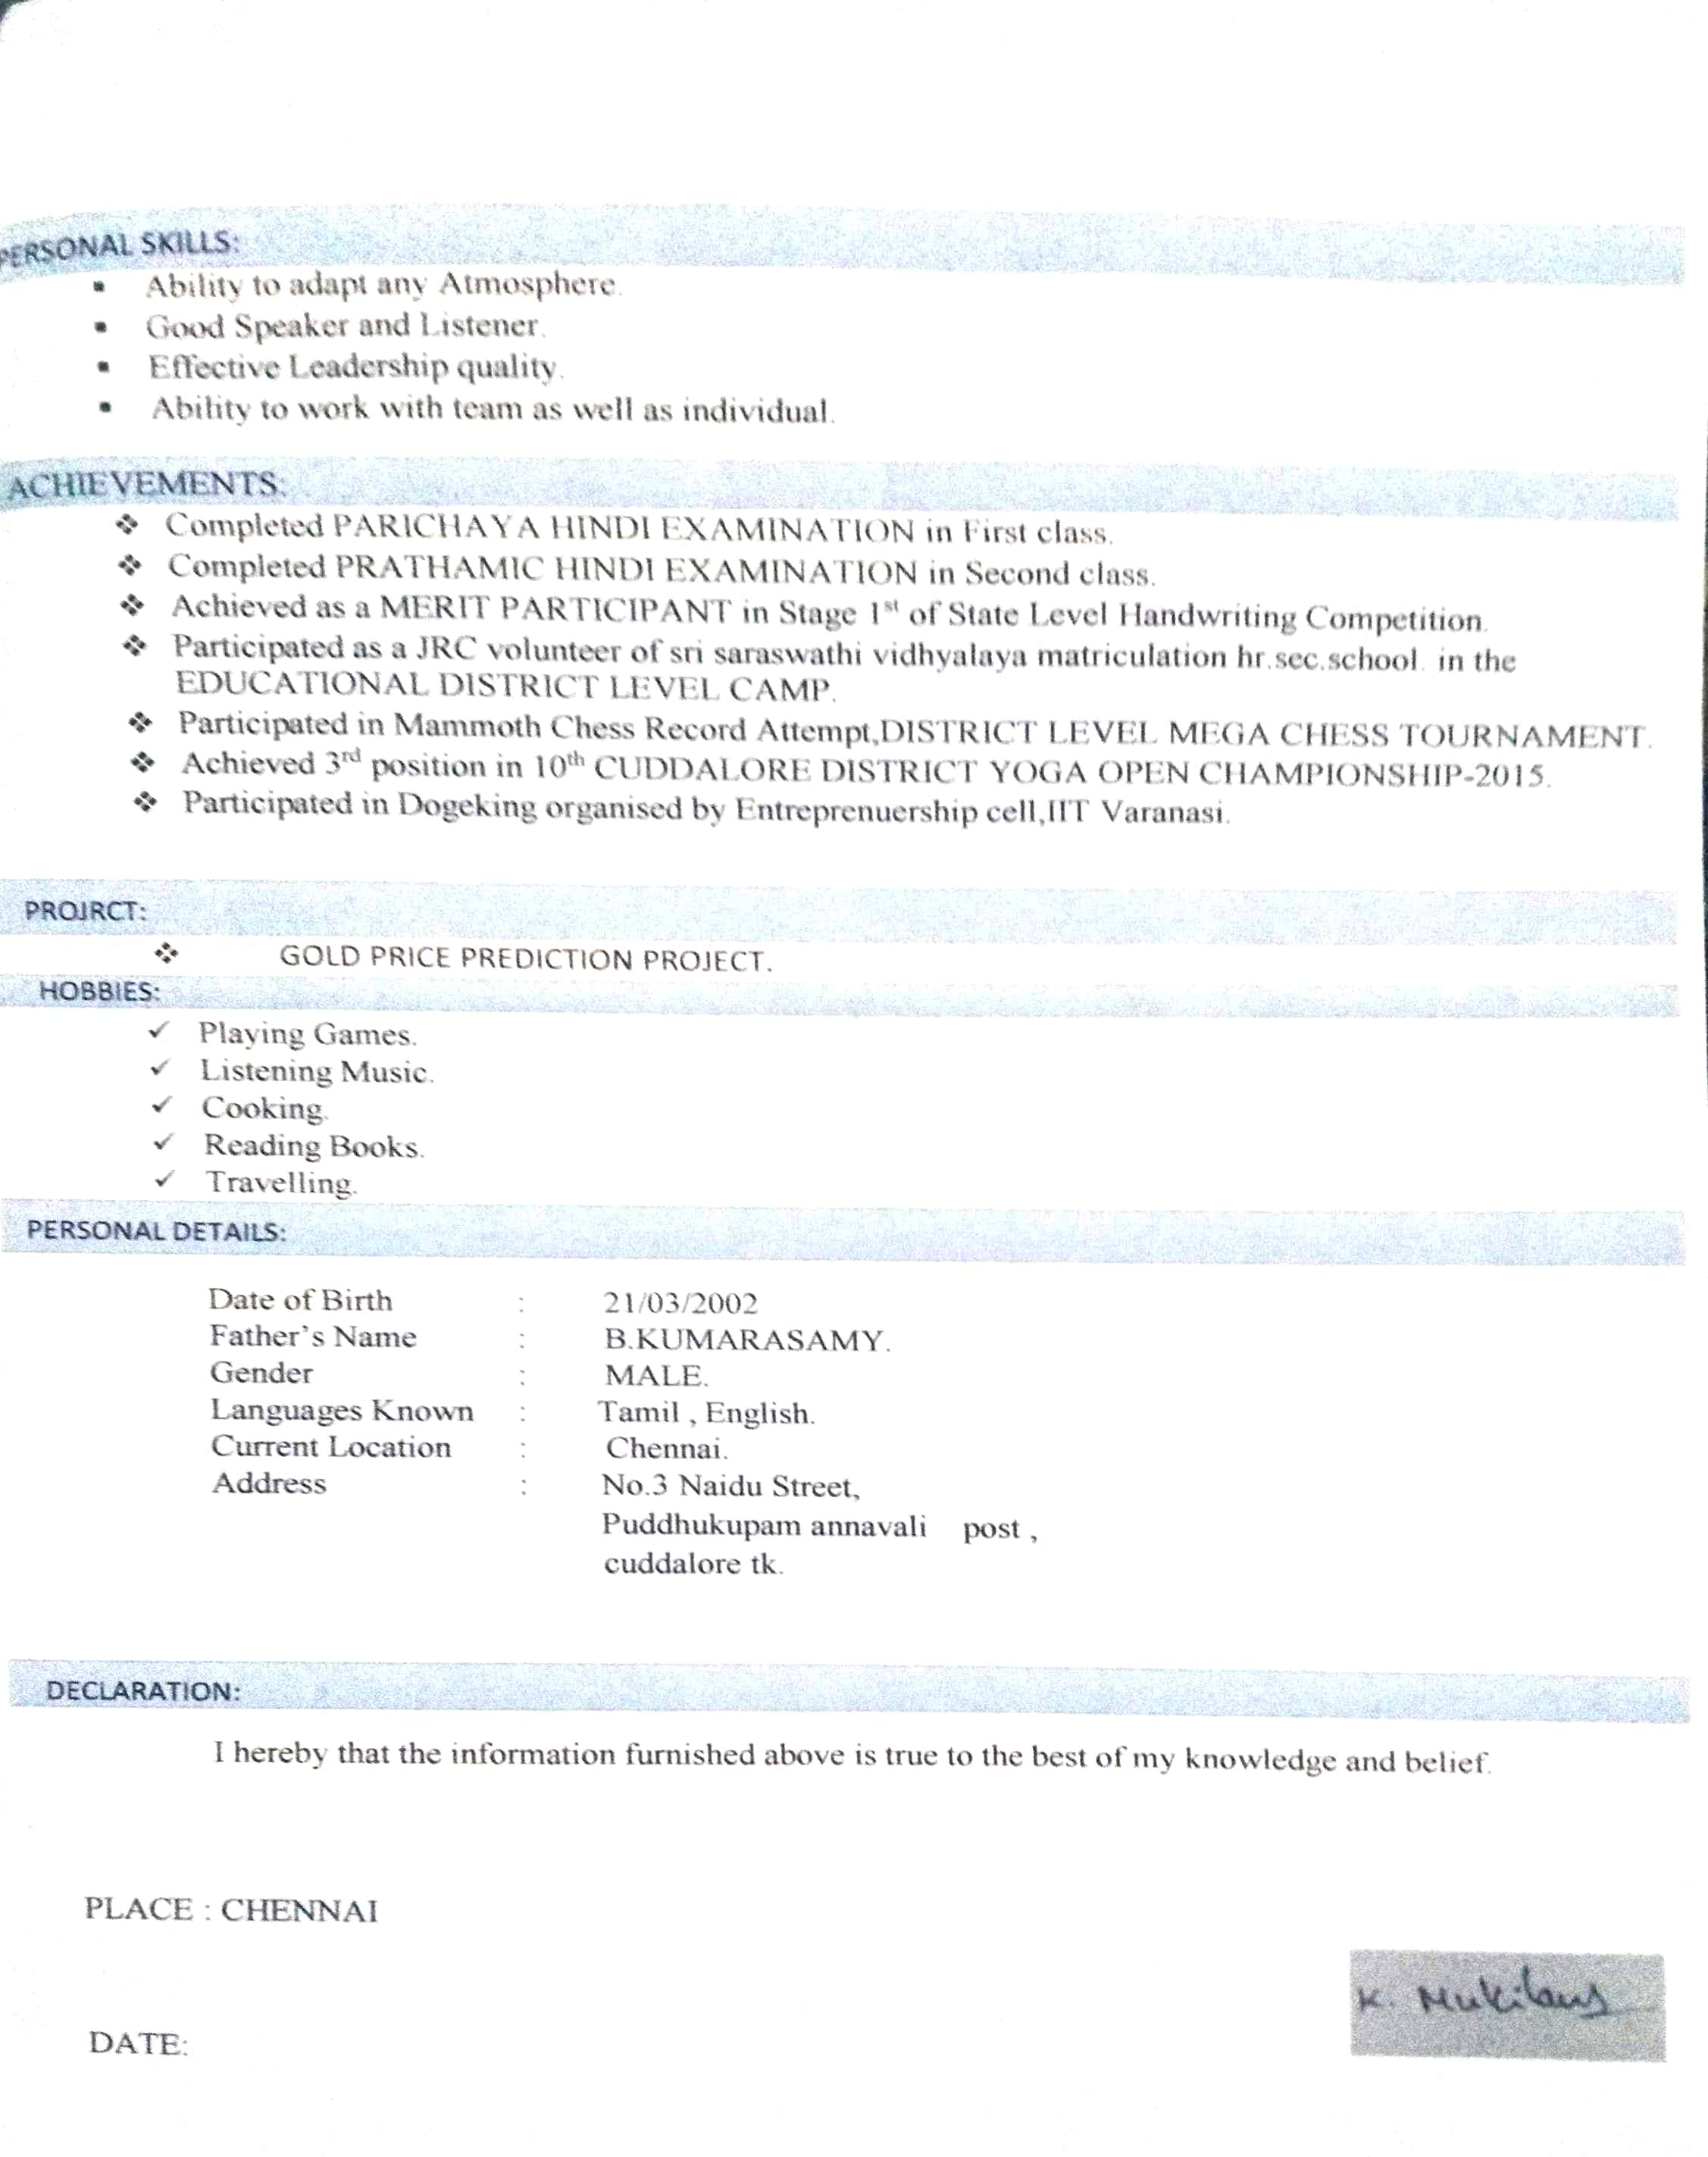 PERSONAL SKILLS:
▪ Ability to adapt any Atmosphere.
▪ Good Speaker and Listener.
▪ Effective Leadership quality.
▪ Ability to work with team as well as individual.
ACHIEVEMENTS:
❖ Completed PARICHAYA HINDI EXAMINATION in First class.
❖ Completed PRATHAMIC HINDI EXAMINATION in Second class.
❖ Achieved as a MERIT PARTICIPANT in Stage 1st of State Level Handwriting Competition.
❖ Participated as a JRC volunteer of sri saraswathi vidhyalaya matriculation hr.sec.school. in the
EDUCATIONAL DISTRICT LEVEL CAMP.
❖ Participated in Mammoth Chess Record Attempt,DISTRICT LEVEL MEGA CHESS TOURNAMENT.
❖ Achieved 3rd position in 10th CUDDALORE DISTRICT YOGA OPEN CHAMPIONSHIP-2015.
❖ Participated in Dogeking organised by Entreprenuership cell,IIT Varanasi.
PROJRCT:
❖ GOLD PRICE PREDICTION PROJECT.
HOBBIES:
✓ Playing Games.
✓ Listening Music.
✓ Cooking.
✓ Reading Books.
✓ Travelling.
PERSONAL DETAILS:
Date of Birth : 21/03/2002
Father's Name : B.KUMARASAMY.
Gender : MALE.
Languages Known : Tamil , English.
Current Location : Chennai.
Address : No.3 Naidu Street,
Puddhukupam annavali post ,
cuddalore tk.
DECLARATION:
I hereby that the information furnished above is true to the best of my knowledge and belief.
PLACE : CHENNAI
K.
DATE: